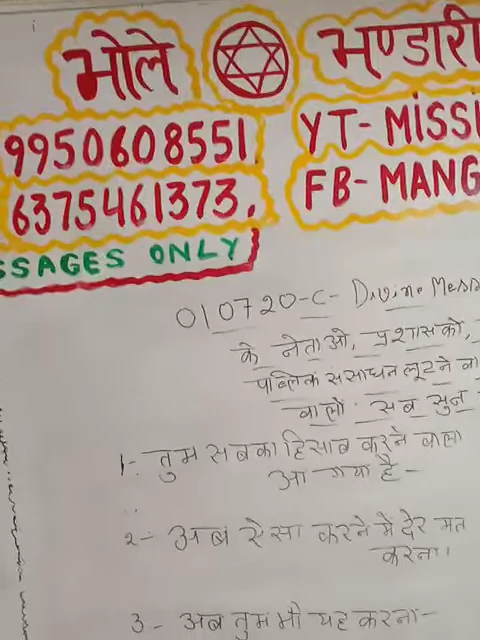 भोले भण्डारी
9950608551 YT- MISSI
6375461373. FB- MANG
SSAGES ONLY
010720-C- Divine Mess
के नेताओ, प्रशासको,
पब्लिक संसाधन लूटने वा
वालो सब सुन
1- तुम सबका हिसाब करने वाला
आ गया है-
2- अब ऐसा करने में देर मत
करना।
3- अब तुम भी यह करना-